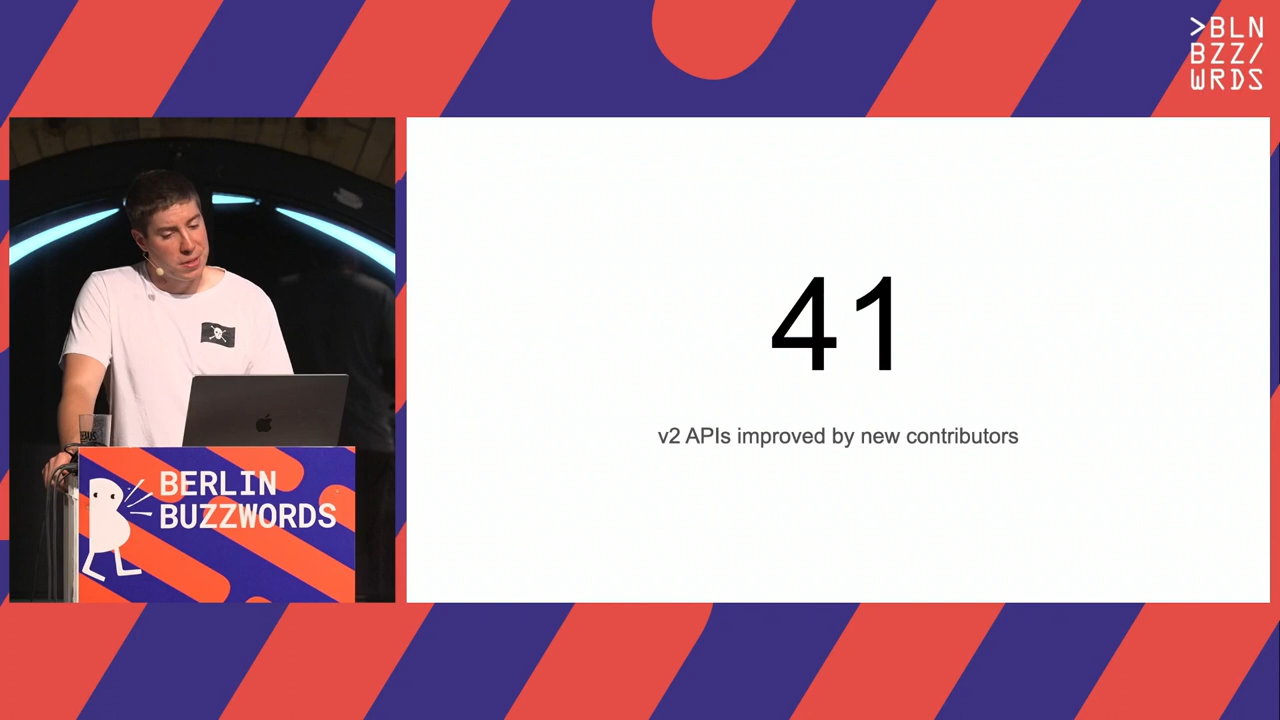 >BLN
BZZ/
WRDS
41
v2 APIs improved by new contributors
BERLIN
BUZZWORDS